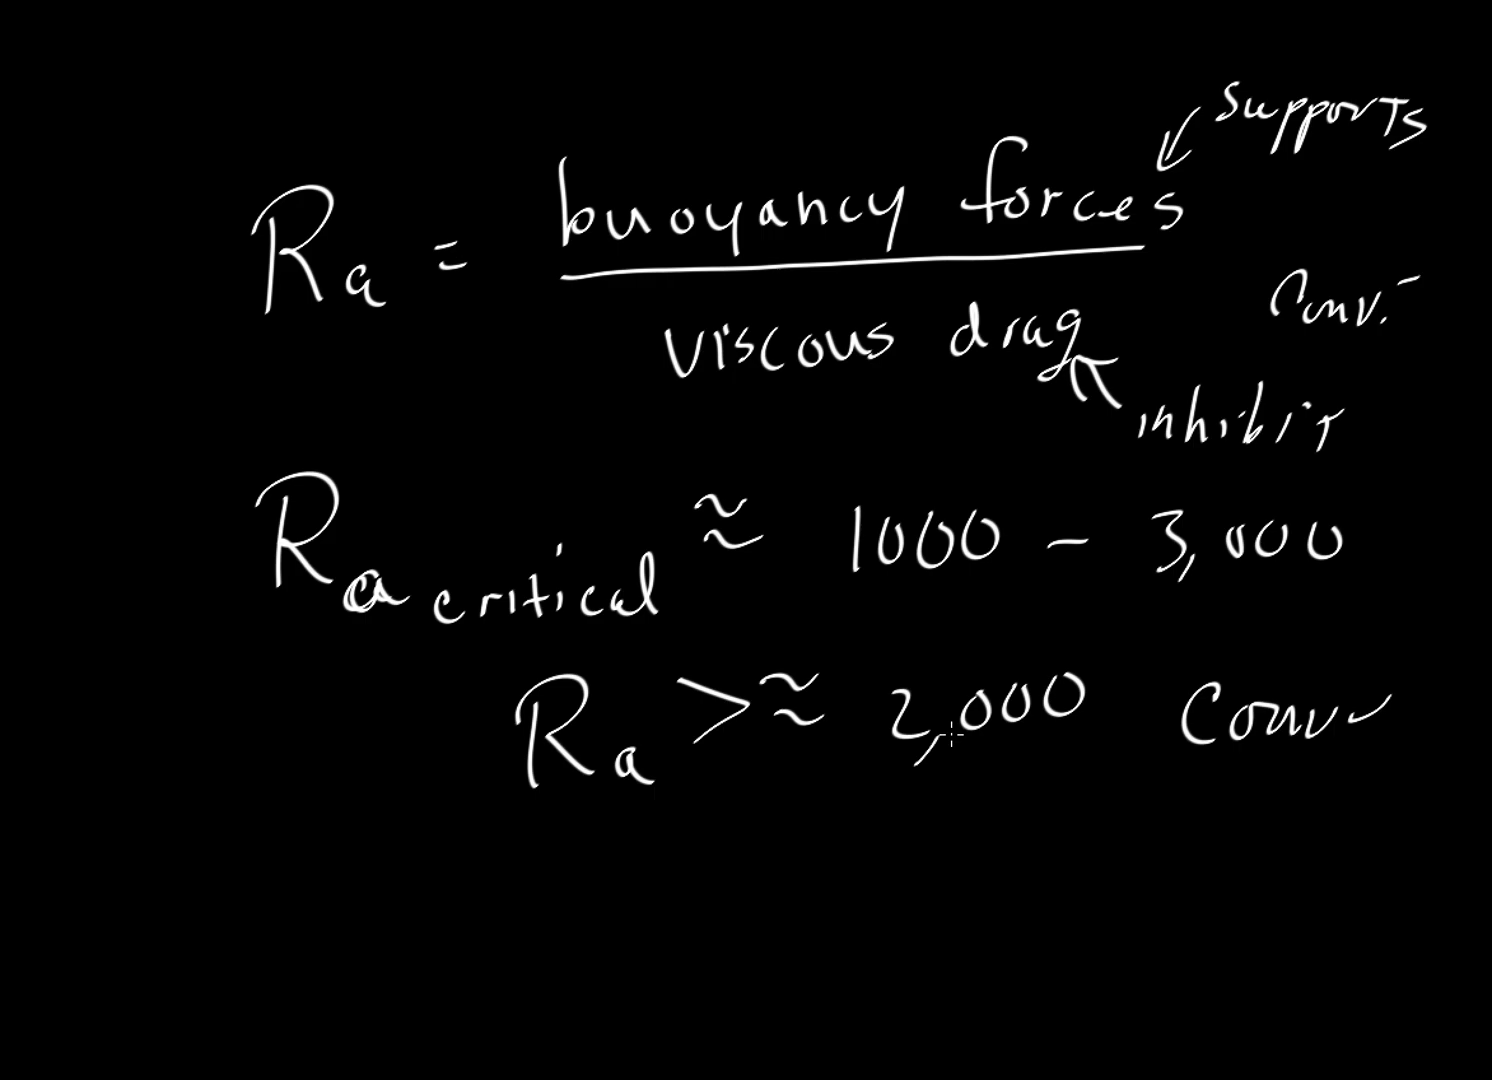 supports
Ra = buoyancy forces
viscous drag
Conv.
inhibit
Ra critical ≈ 1000 - 3,000
Ra > ≈ 2,000 Conv